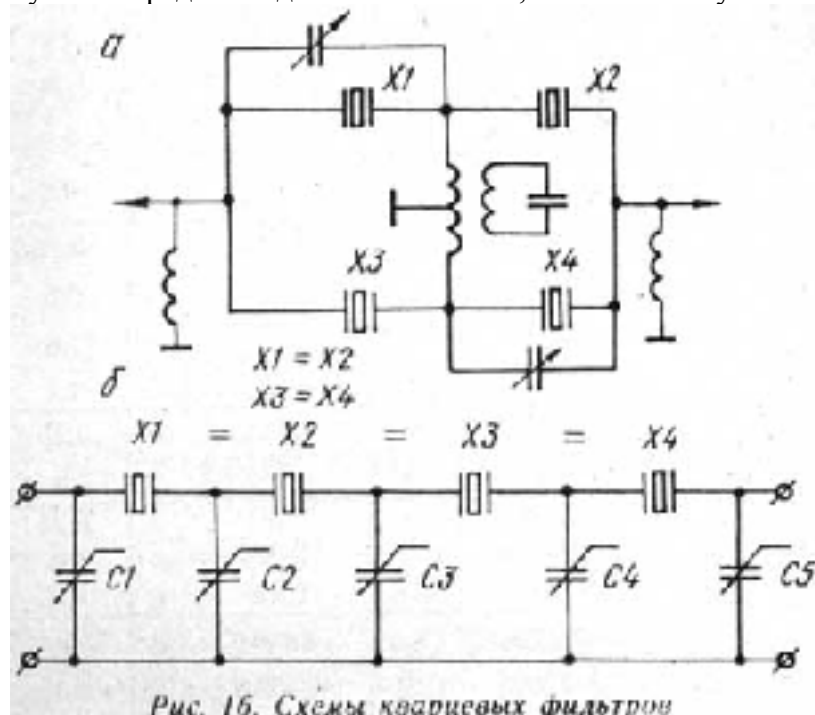 а
X1
X2
X3
X4
X1 = X2
X3 = X4
б
X1 = X2 = X3 = X4
C1
C2
C3
C4
C5
Рис. 16. Схемы кварцевых фильтров